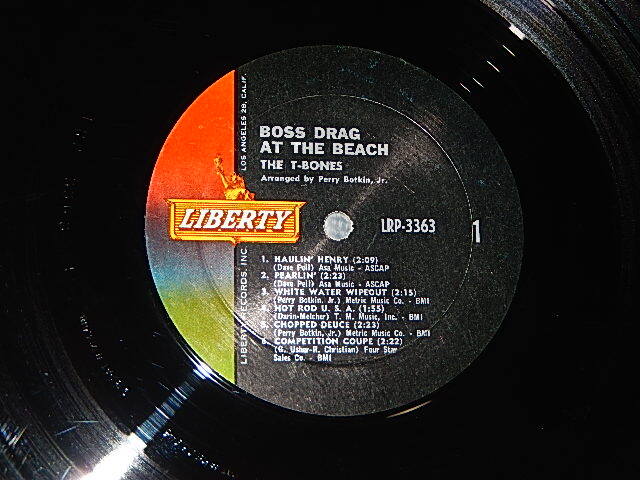 BOSS DRAG
AT THE BEACH
THE T-BONES
Arranged by Perry Botkin, Jr.
LIBERTY
LRP-3363
1
1. HAULIN' HENRY (2:09)
(Dave Pell) Asa Music - ASCAP
2. PEARLIN' (2:23)
(Dave Pell) Asa Music - ASCAP
3. WHITE WATER WIPEOUT (2:15)
(Perry Botkin, Jr.) Metric Music Co. - BMI
4. HOT ROD U. S. A. (1:55)
(Darin-Melcher) T. M. Music, Inc. - BMI
5. CHOPPED DEUCE (2:23)
(Perry Botkin, Jr.) Metric Music Co. - BMI
6. COMPETITION COUPE (2:22)
(G. Usher-R. Christian) Four Star
Sales Co. - BMI
LIBERTY RECORDS, INC. LOS ANGELES 28, CALIF.